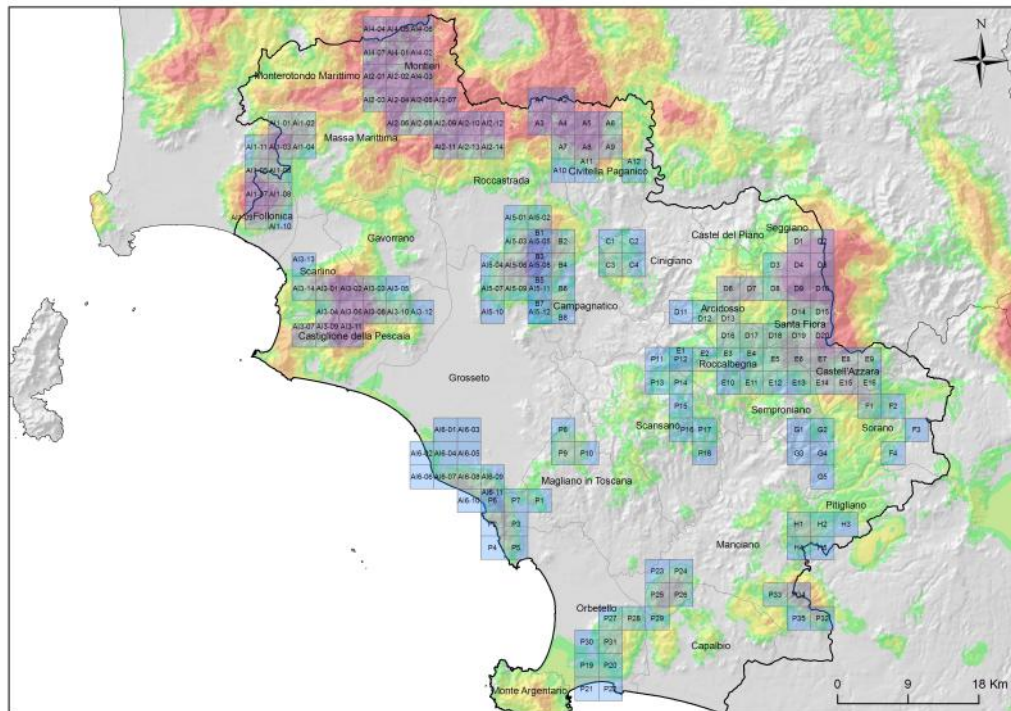 AI4-04 AI4-05 AI4-06
N
AI4-07 AI4-01 AI4-02
Montieri
Monterotondo Marittimo
AI2-01 AI2-02 AI4-03
AI2-03 AI2-04 AI2-05 AI2-07
AI1-01 AI1-02
AI2-06 AI2-08 AI2-09 AI2-10 AI2-12
A3 A4 A5 A6
Massa Marittima
AI1-11 AI1-03 AI1-04
AI2-11 AI2-13 AI2-14
A7 A8 A9
A11 A12
A10 Civitella Paganico
Roccastrada
AI1-07 AI1-08
Follonica
AI1-10
AI5-01 AI5-02
Seggiano
Castel del Piano
B1
AI5-03 B2
C1 C2
D1 D2
Gavorrano
B3
AI5-04 AI5-06 AI5-08 B4
C3 C4
Cinigiano
D3 D4
AI3-13
Scarlino
B5
AI5-07 AI5-09 AI5-11 B6
D6 D7 D8 D9 D10
AI3-14 AI3-01 AI3-02 AI3-03 AI3-05
B7
Campagnatico
AI5-10 AI5-12
B8
Arcidosso
D11 D12 D13 D14 D15
AI3-04 AI3-06 AI3-08 AI3-10 AI3-12
Santa Fiora
AI3-07 AI3-09 AI3-11
Castiglione della Pescaia
D16 D17 D18 D19 D20
P11 P12 E1 E2 E3 E4 E5 E6 E7 E8 E9
Roccalbegna
Castell'Azzara
Grosseto
P13 P14 E10 E11 E12 E13 E14 E15 E16
P15
Semproniano
F1 F2
AI6-01 AI6-03
P8
Scansano
P16 P17
G1 G2
Sorano
F3
AI6-02 AI6-04 AI6-05
P9 P10
P18
G3 G4
F4
AI6-06 AI6-07 AI6-08 AI6-09
Magliano in Toscana
G5
AI6-11
AI6-10 P6 P7 P1
Pitigliano
P3
H1 H2 H3
P4 P5
Manciano
P23 P24
P25 P26
P33 P34
Orbetello
P27 P28 P29
P35 P32
P30 P31
Capalbio
P19 P20
Monte Argentario
P21 P22
0 9 18 Km